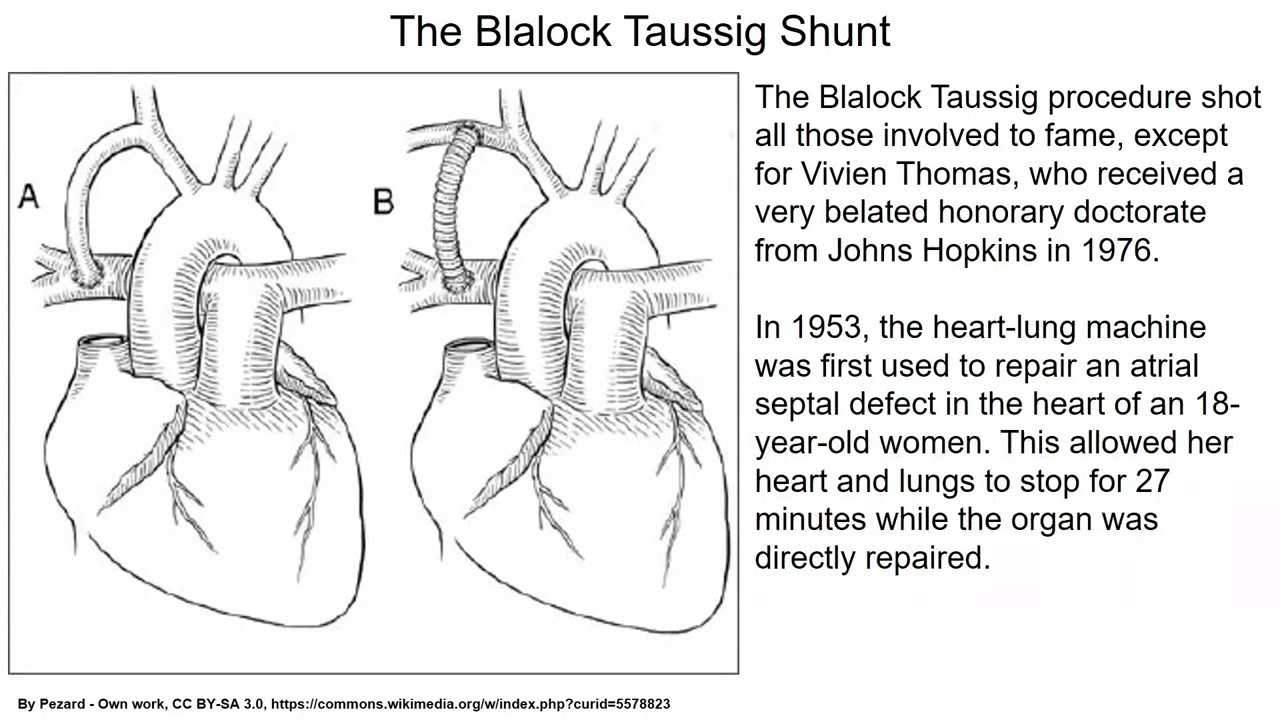 The Blalock Taussig Shunt
A
B
The Blalock Taussig procedure shot
all those involved to fame, except
for Vivien Thomas, who received a
very belated honorary doctorate
from Johns Hopkins in 1976.
In 1953, the heart-lung machine
was first used to repair an atrial
septal defect in the heart of an 18-
year-old women. This allowed her
heart and lungs to stop for 27
minutes while the organ was
directly repaired.
By Pezard - Own work, CC BY-SA 3.0, https://commons.wikimedia.org/w/index.php?curid=5578823